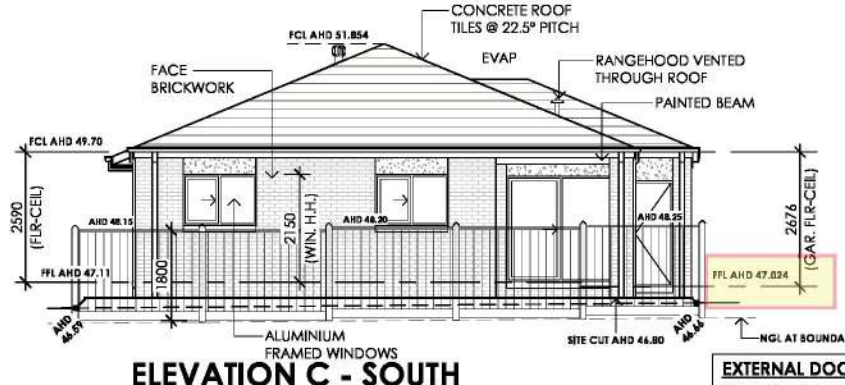 FCL AHD 51.854
CONCRETE ROOF
TILES @ 22.5° PITCH
EVAP
FACE
BRICKWORK
RANGEHOOD VENTED
THROUGH ROOF
PAINTED BEAM
FCL AHD 49.70
2590
(FLR-CEIL)
2150
(WIN. H.H.)
2676
(GAR. FLR-CEIL)
AHD 48.15
AHD 48.20
AHD 48.25
1800
FFL AHD 47.11
FFL AHD 47.024
AHD
46.59
AHD
46.66
SITE CUT AHD 46.80
NGL AT BOUNDA
ALUMINIUM
FRAMED WINDOWS
ELEVATION C - SOUTH
EXTERNAL DOO